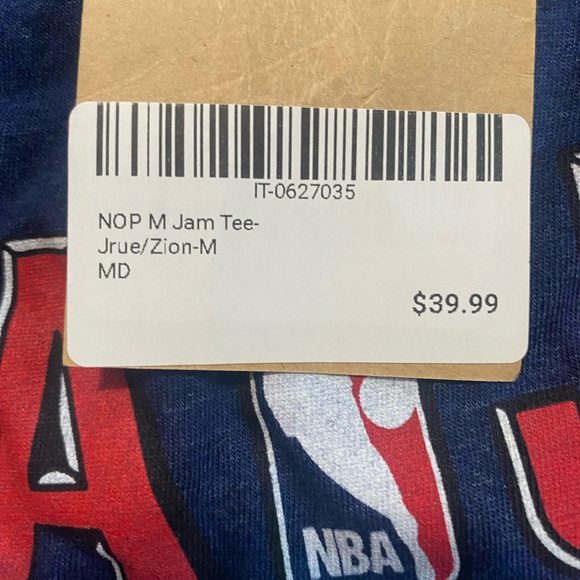 IT-0627035
NOP M Jam Tee-
Jrue/Zion-M
MD
$39.99
A
NBA